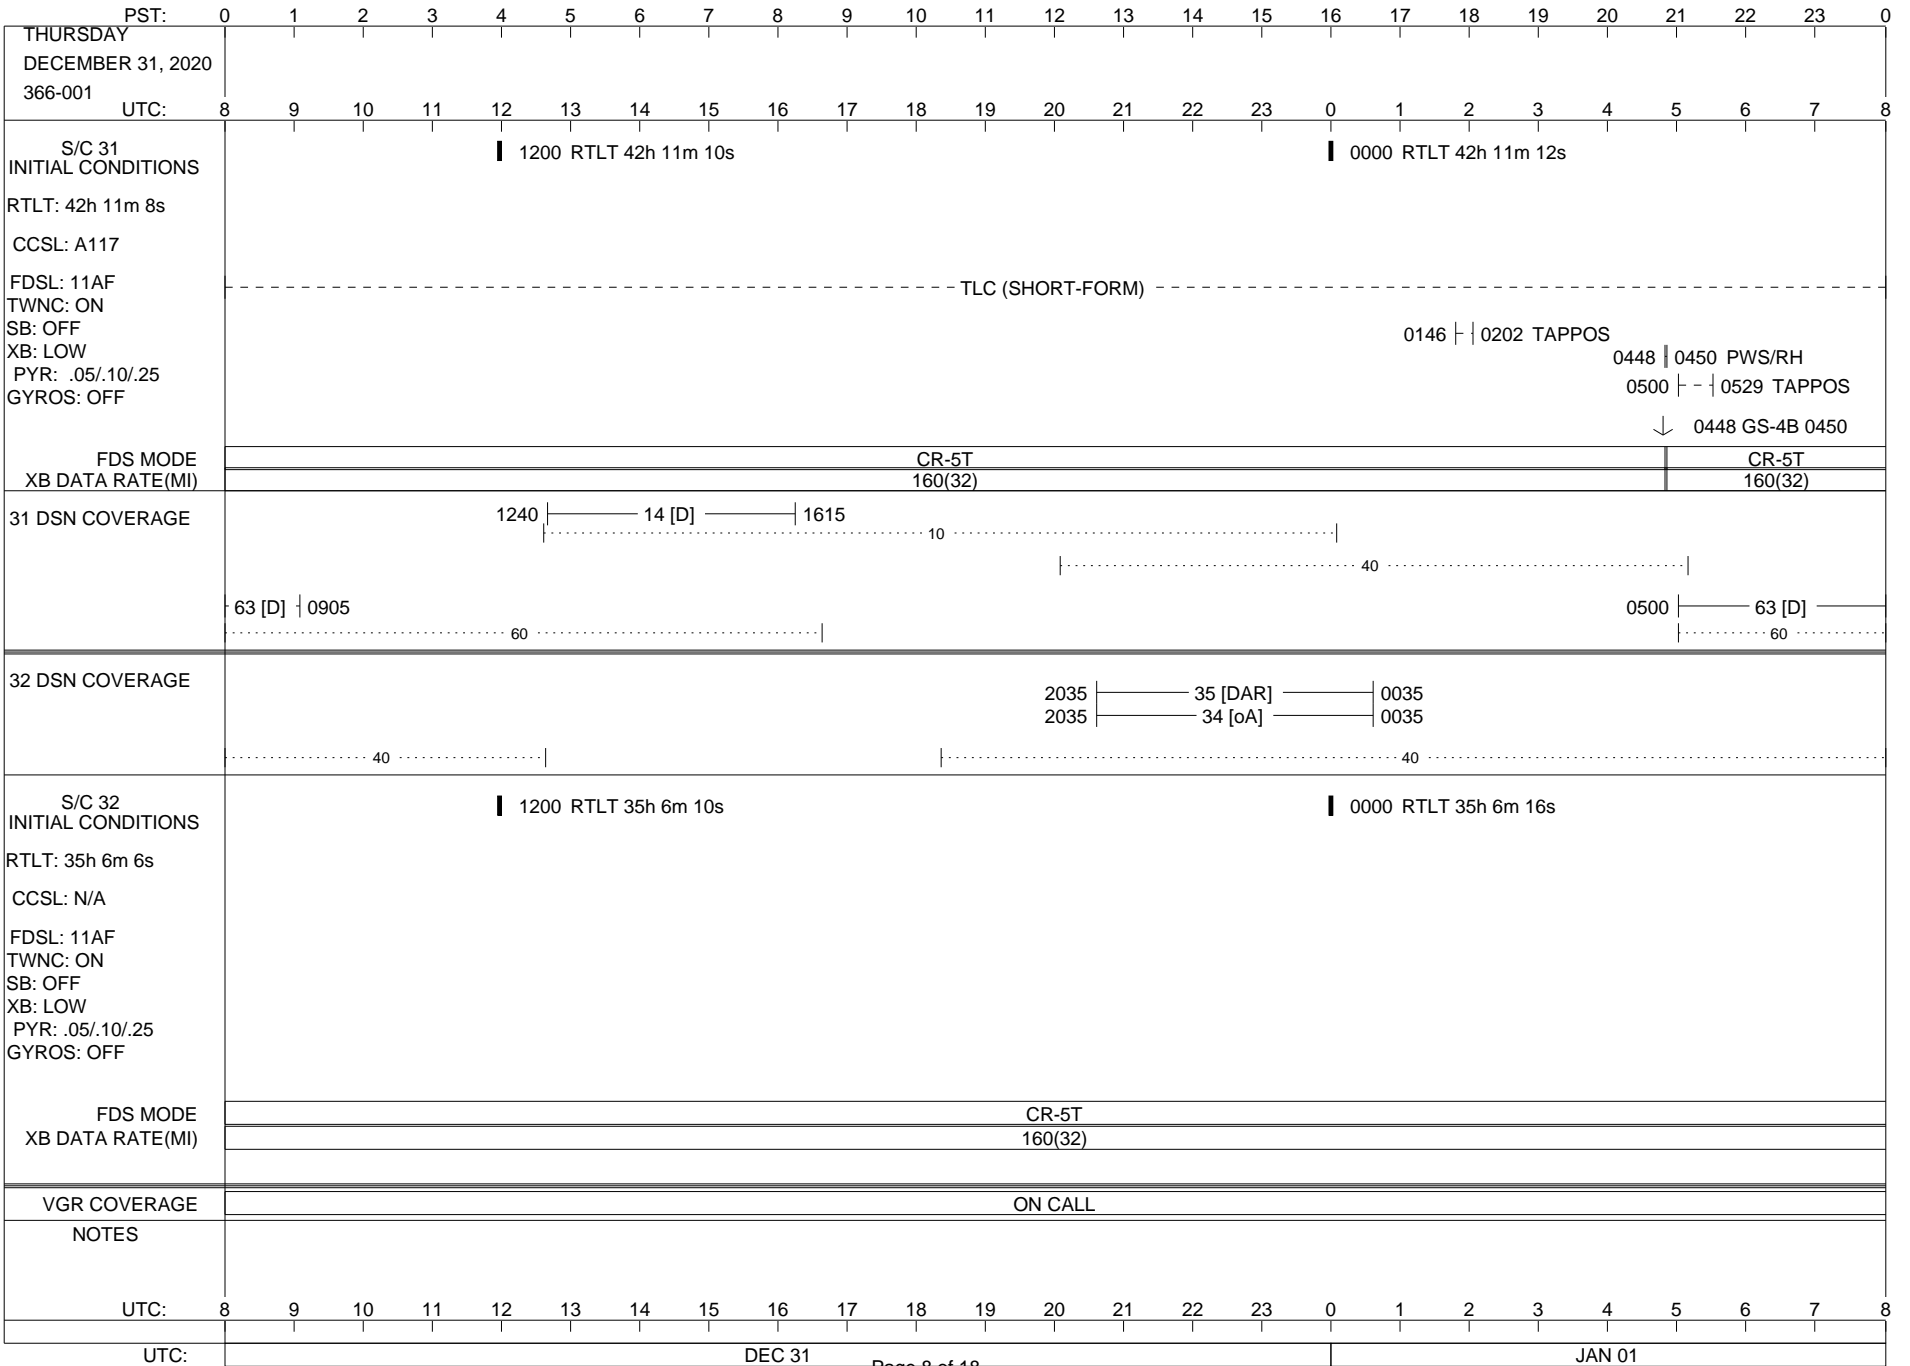 PST: 0 1 2 3 4 5 6 7 8 9 10 11 12 13 14 15 16 17 18 19 20 21 22 23 0
THURSDAY
DECEMBER 31, 2020
366-001
UTC: 8 9 10 11 12 13 14 15 16 17 18 19 20 21 22 23 0 1 2 3 4 5 6 7 8
S/C 31
INITIAL CONDITIONS
1200 RTLT 42h 11m 10s
0000 RTLT 42h 11m 12s
RTLT: 42h 11m 8s
CCSL: A117
FDSL: 11AF
TLC (SHORT-FORM)
TWNC: ON
SB: OFF
0146 0202 TAPPOS
XB: LOW
0448 0450 PWS/RH
PYR: .05/.10/.25
0500 0529 TAPPOS
GYROS: OFF
0448 GS-4B 0450
FDS MODE CR-5T CR-5T
XB DATA RATE(MI) 160(32) 160(32)
31 DSN COVERAGE
1240 14 [D] 1615
10
40
63 [D] 0905
0500 63 [D]
60
60
32 DSN COVERAGE
2035 35 [DAR] 0035
2035 34 [oA] 0035
40
40
S/C 32
INITIAL CONDITIONS
1200 RTLT 35h 6m 10s
0000 RTLT 35h 6m 16s
RTLT: 35h 6m 6s
CCSL: N/A
FDSL: 11AF
TWNC: ON
SB: OFF
XB: LOW
PYR: .05/.10/.25
GYROS: OFF
FDS MODE CR-5T
XB DATA RATE(MI) 160(32)
VGR COVERAGE ON CALL
NOTES
UTC: 8 9 10 11 12 13 14 15 16 17 18 19 20 21 22 23 0 1 2 3 4 5 6 7 8
UTC: DEC 31 JAN 01
Page 8 of 18